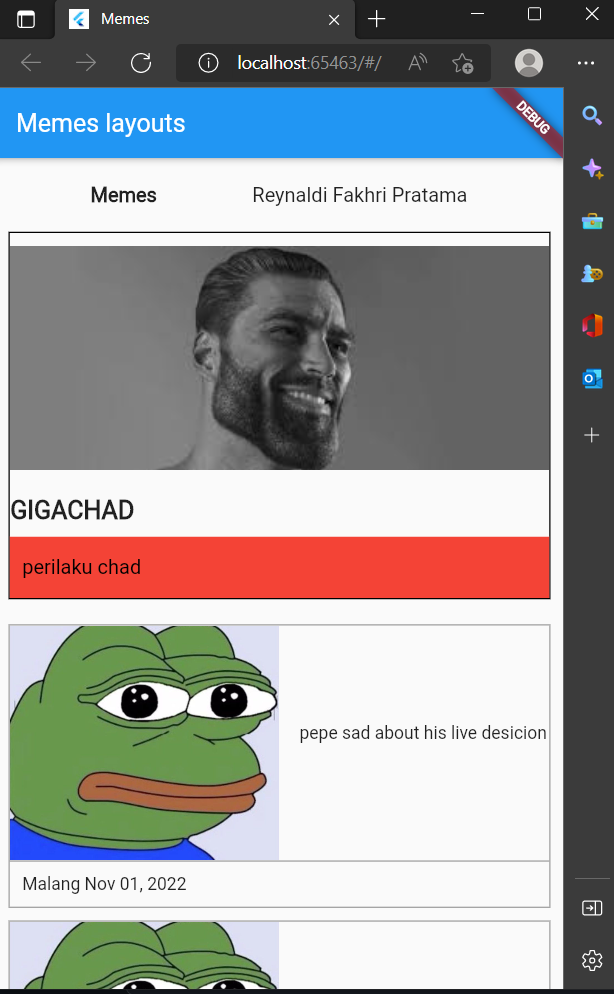 Memes
localhost:65463/#/
Memes layouts
DEBUG
Memes
Reynaldi Fakhri Pratama
GIGACHAD
perilaku chad
pepe sad about his live desicion
Malang Nov 01, 2022